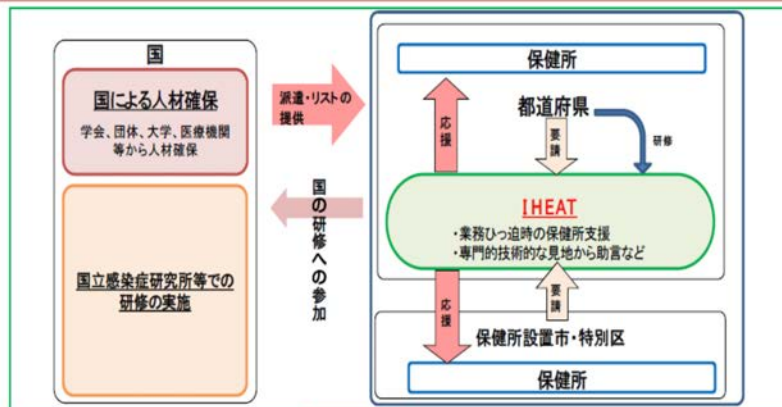 国
国による人材確保
学会、団体、大学、医療機関
等から人材確保
国立感染症研究所等での
研修の実施
派遣・リストの
提供
国の研修への参加
保健所
都道府県
応援
要請
研修
IHEAT
・業務ひっ迫時の保健所支援
・専門的技術的な見地から助言など
応援
要請
保健所設置市・特別区
保健所